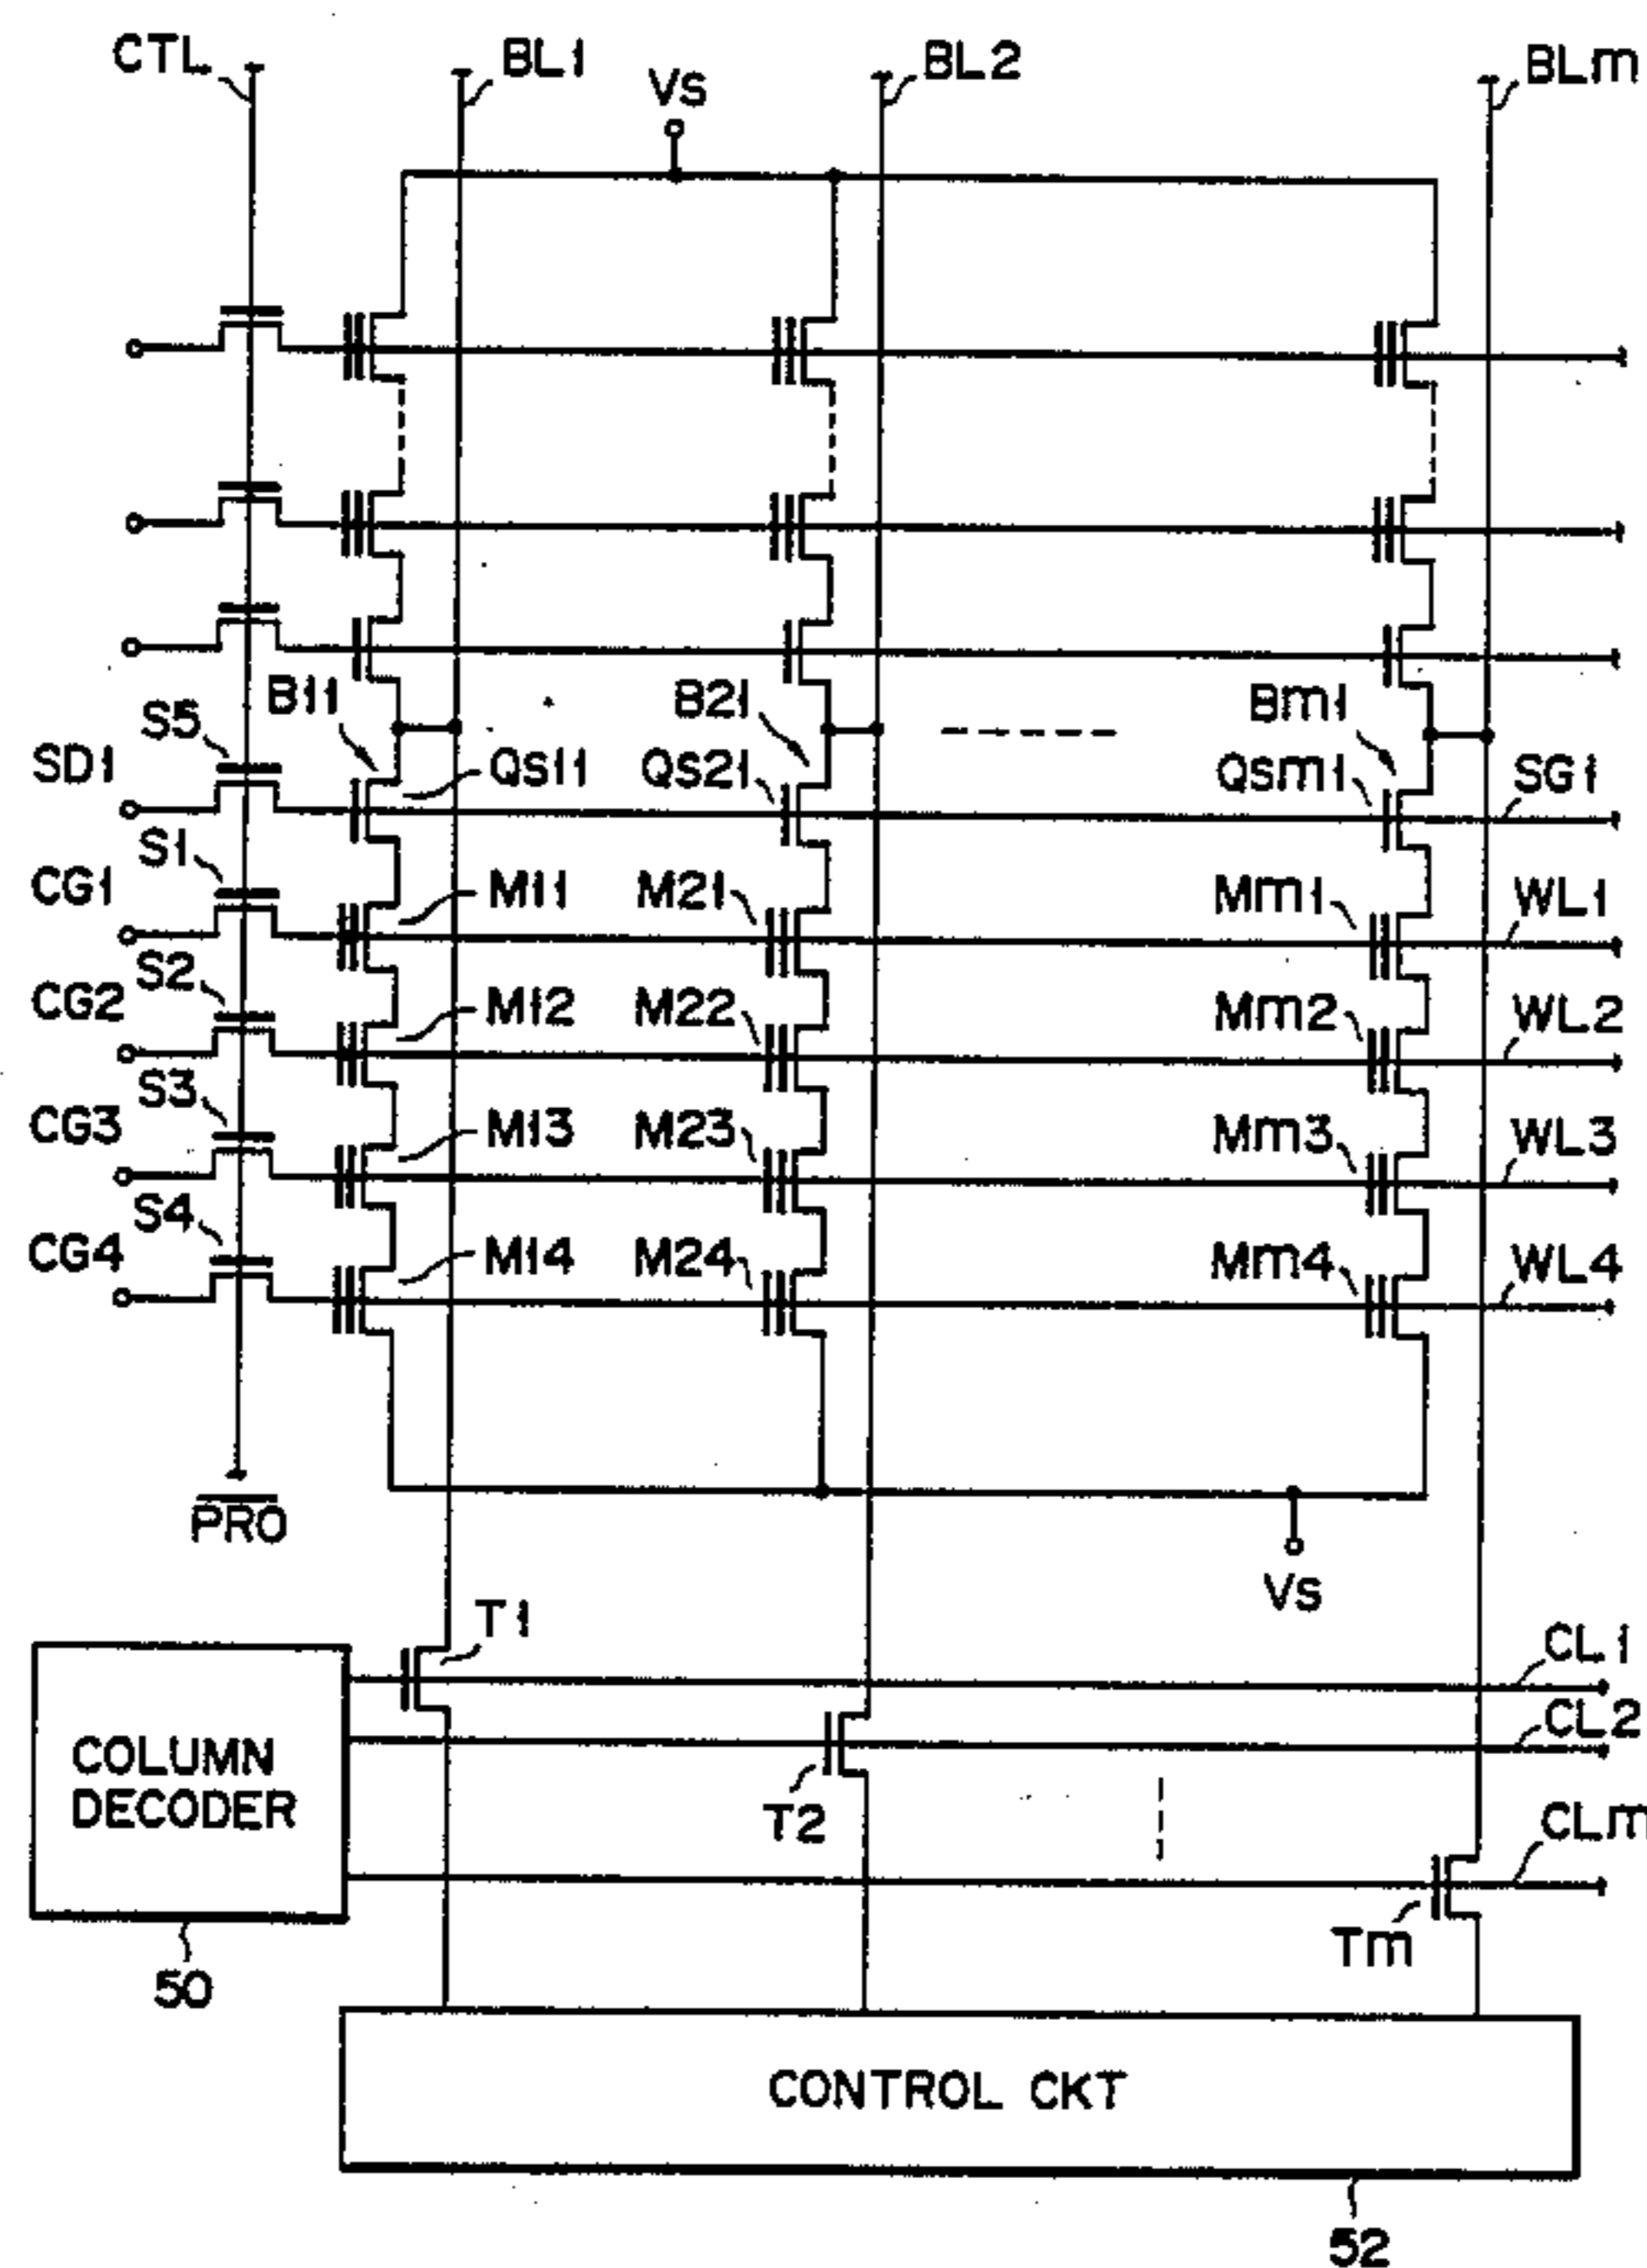 CTL BL1 VS BL2 BLm
B11 B21 Bm1
S5
SD1 QS11 QS21 QSm1 SG1
S1
CG1 M11 M21 Mm1 WL1
S2
CG2 M12 M22 Mm2 WL2
S3
CG3 M13 M23 Mm3 WL3
S4
CG4 M14 M24 Mm4 WL4
PRO
VS
T1 CL1
CL2
COLUMN
DECODER
T2 CLm
Tm
50
CONTROL CKT
52